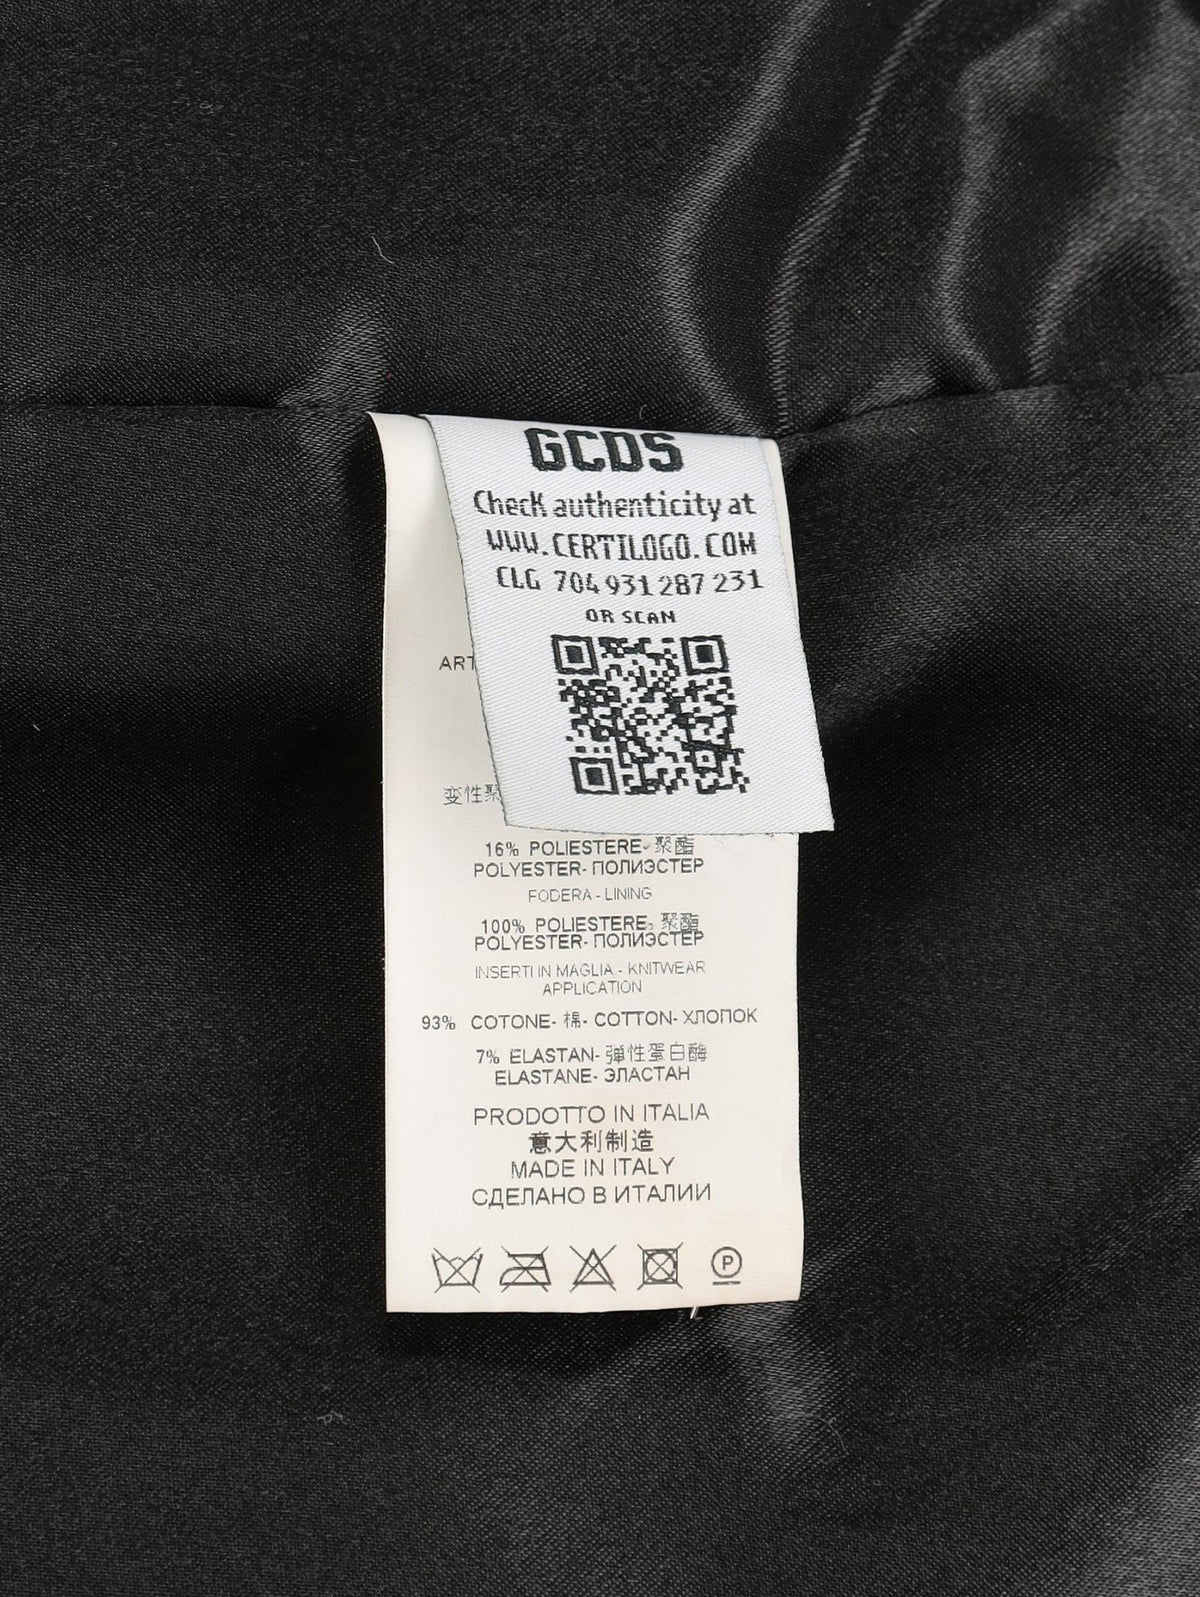 GCDS
Check authenticity at
WWW.CERTILOGO.COM
CLG 704 931 287 231
OR SCAN
ART
变性聚
16% POLIESTERE- 聚酯
POLYESTER- ПОЛИЭСТЕР
FODERA - LINING
100% POLIESTERE- 聚酯
POLYESTER- ПОЛИЭСТЕР
INSERTI IN MAGLIA - KNITWEAR
APPLICATION
93% COTONE- 棉- COTTON- ХЛОПОК
7% ELASTAN- 弹性蛋白酶
ELASTANE- ЭЛАСТАН
PRODOTTO IN ITALIA
意大利制造
MADE IN ITALY
СДЕЛАНО В ИТАЛИИ
P